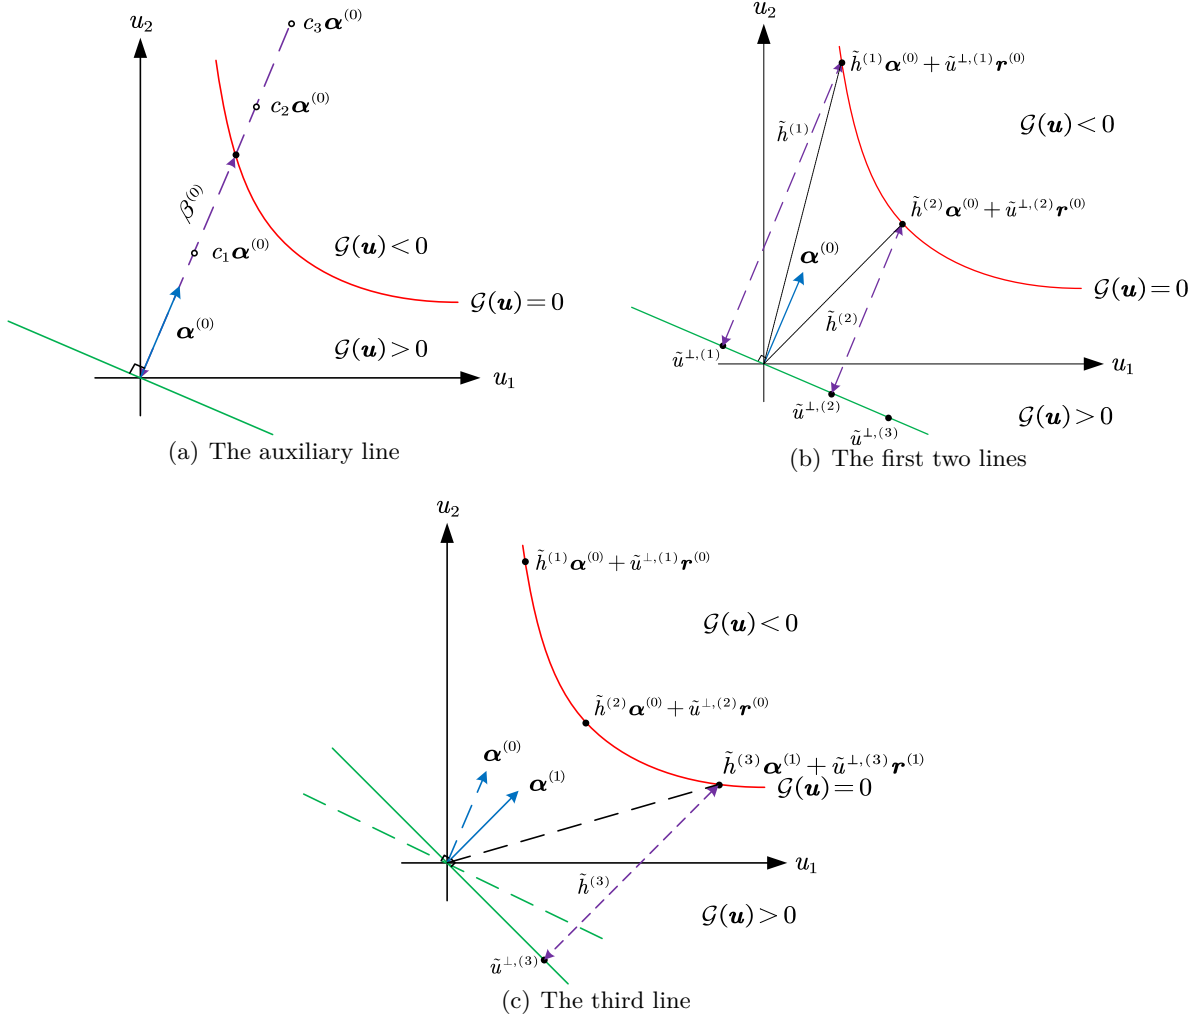 u₂
c₃α⁽⁰⁾
c₂α⁽⁰⁾
β⁽⁰⁾
c₁α⁽⁰⁾
𝒢(u) < 0
𝒢(u) = 0
α⁽⁰⁾
𝒢(u) > 0
u₁
(a) The auxiliary line
u₂
h̃⁽¹⁾α⁽⁰⁾ + ũ^{⊥,(1)}r⁽⁰⁾
h̃⁽¹⁾
𝒢(u) < 0
h̃⁽²⁾α⁽⁰⁾ + ũ^{⊥,(2)}r⁽⁰⁾
α⁽⁰⁾
𝒢(u) = 0
h̃⁽²⁾
ũ^{⊥,(1)}
u₁
ũ^{⊥,(2)}
𝒢(u) > 0
ũ^{⊥,(3)}
(b) The first two lines
u₂
h̃⁽¹⁾α⁽⁰⁾ + ũ^{⊥,(1)}r⁽⁰⁾
𝒢(u) < 0
h̃⁽²⁾α⁽⁰⁾ + ũ^{⊥,(2)}r⁽⁰⁾
α⁽⁰⁾
h̃⁽³⁾α⁽¹⁾ + ũ^{⊥,(3)}r⁽¹⁾
α⁽¹⁾
𝒢(u) = 0
u₁
h̃⁽³⁾
𝒢(u) > 0
ũ^{⊥,(3)}
(c) The third line